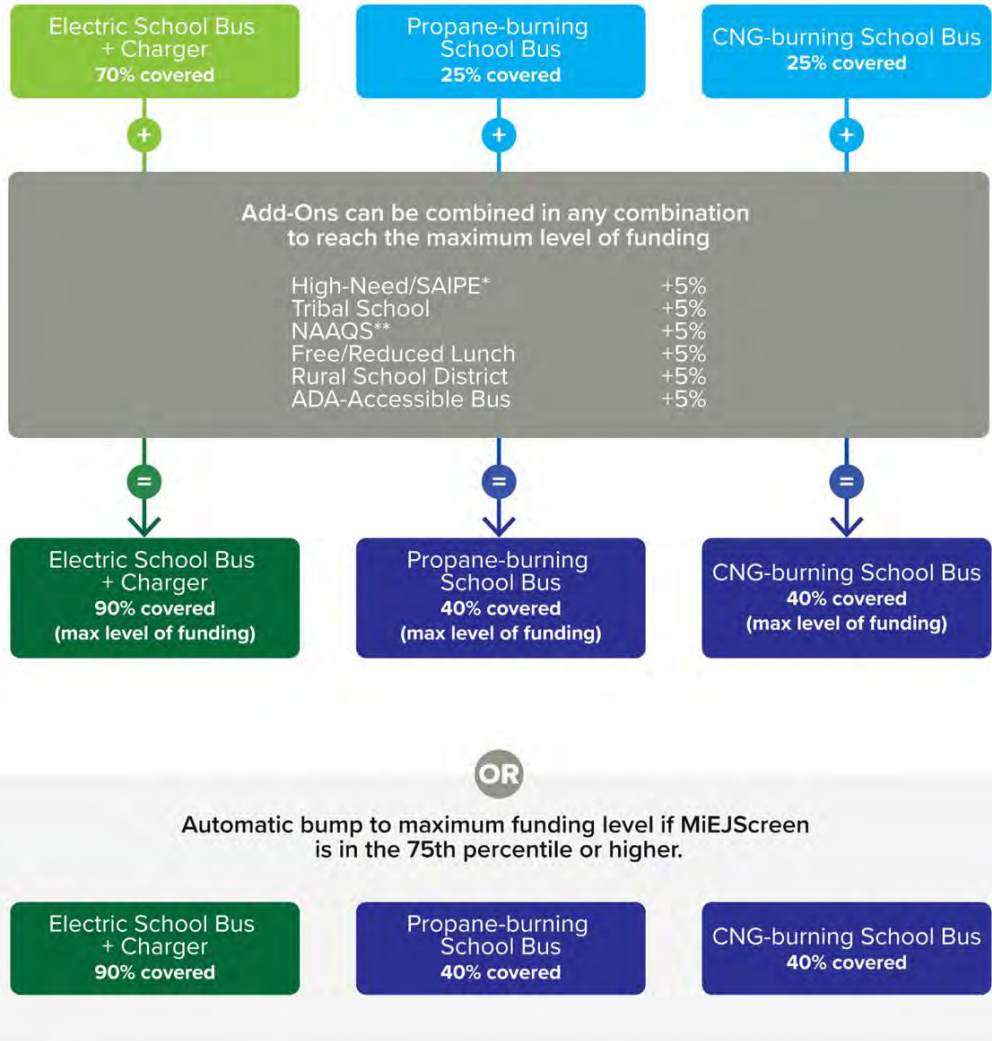 Electric School Bus
+ Charger
70% covered
Propane-burning
School Bus
25% covered
CNG-burning School Bus
25% covered
+
+
+
Add-Ons can be combined in any combination
to reach the maximum level of funding
High-Need/SAIPE* +5%
Tribal School +5%
NAAQS** +5%
Free/Reduced Lunch +5%
Rural School District +5%
ADA-Accessible Bus +5%
=
=
=
Electric School Bus
+ Charger
90% covered
(max level of funding)
Propane-burning
School Bus
40% covered
(max level of funding)
CNG-burning School Bus
40% covered
(max level of funding)
OR
Automatic bump to maximum funding level if MiEJScreen
is in the 75th percentile or higher.
Electric School Bus
+ Charger
90% covered
Propane-burning
School Bus
40% covered
CNG-burning School Bus
40% covered